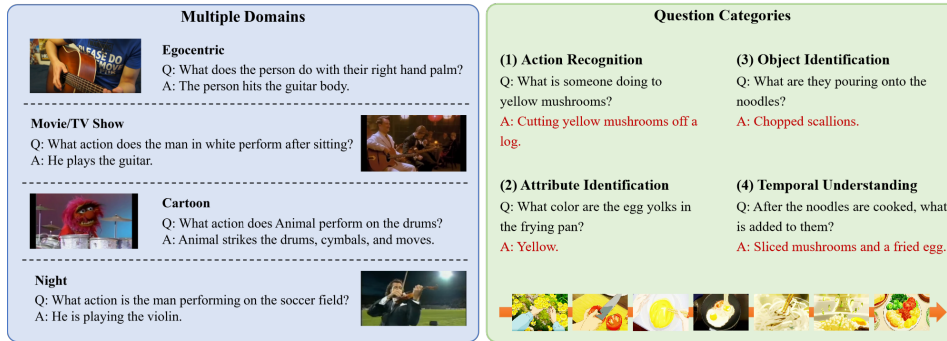 Multiple Domains
PLEASE DO
REMOVE
Egocentric
Q: What does the person do with their right hand palm?
A: The person hits the guitar body.
Movie/TV Show
Q: What action does the man in white perform after sitting?
A: He plays the guitar.
Cartoon
Q: What action does Animal perform on the drums?
A: Animal strikes the drums, cymbals, and moves.
Night
Q: What action is the man performing on the soccer field?
A: He is playing the violin.
Question Categories
(1) Action Recognition
Q: What is someone doing to
yellow mushrooms?
A: Cutting yellow mushrooms off a
log.
(2) Attribute Identification
Q: What color are the egg yolks in
the frying pan?
A: Yellow.
(3) Object Identification
Q: What are they pouring onto the
noodles?
A: Chopped scallions.
(4) Temporal Understanding
Q: After the noodles are cooked, what
is added to them?
A: Sliced mushrooms and a fried egg.